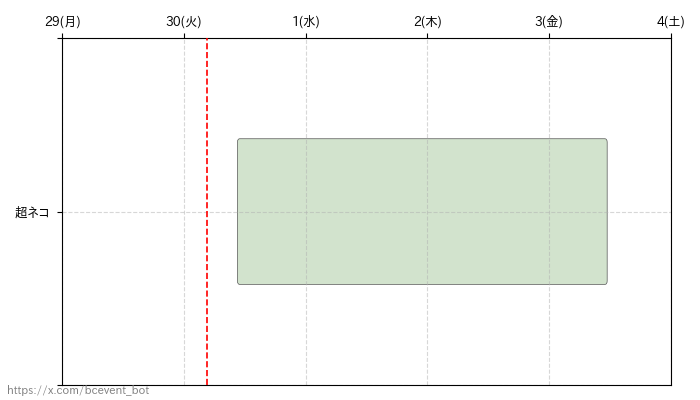 29(月) 30(火) 1(水) 2(木) 3(金) 4(土)
超ネコ
https://x.com/bcevent_bot